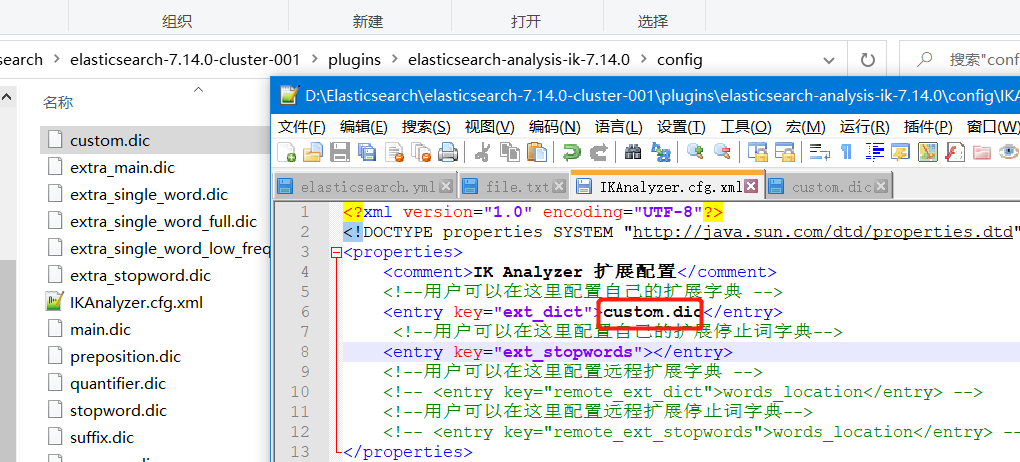 组织
新建
打开
选择
search > elasticsearch-7.14.0-cluster-001 > plugins > elasticsearch-analysis-ik-7.14.0 > config
搜索"conf
名称
custom.dic
extra_main.dic
extra_single_word.dic
extra_single_word_full.dic
extra_single_word_low_freq
extra_stopword.dic
IKAnalyzer.cfg.xml
main.dic
preposition.dic
quantifier.dic
stopword.dic
suffix.dic
D:\Elasticsearch\elasticsearch-7.14.0-cluster-001\plugins\elasticsearch-analysis-ik-7.14.0\config\IKA
文件(F) 编辑(E) 搜索(S) 视图(V) 编码(N) 语言(L) 设置(T) 工具(O) 宏(M) 运行(R) 插件(P) 窗口(W)
elasticsearch.yml file.txt IKAnalyzer.cfg.xml custom.dic
1 <?xml version="1.0" encoding="UTF-8"?>
2 <!DOCTYPE properties SYSTEM "http://java.sun.com/dtd/properties.dtd"
3 <properties>
4 <comment>IK Analyzer 扩展配置</comment>
5 <!--用户可以在这里配置自己的扩展字典 -->
6 <entry key="ext_dict">custom.dic</entry>
7 <!--用户可以在这里配置自己的扩展停止词字典-->
8 <entry key="ext_stopwords"></entry>
9 <!--用户可以在这里配置远程扩展字典 -->
10 <!-- <entry key="remote_ext_dict">words_location</entry> -->
11 <!--用户可以在这里配置远程扩展停止词字典-->
12 <!-- <entry key="remote_ext_stopwords">words_location</entry> --
13 </properties>